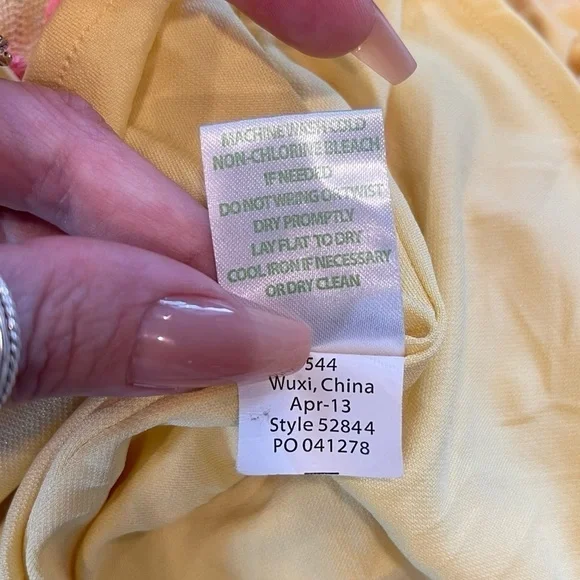 MACHINE WASH COLD
NON-CHLORINE BLEACH
IF NEEDED
DO NOT WRING OR TWIST
DRY PROMPTLY
LAY FLAT TO DRY
COOL IRON IF NECESSARY
OR DRY CLEAN
544
Wuxi, China
Apr-13
Style 52844
PO 041278